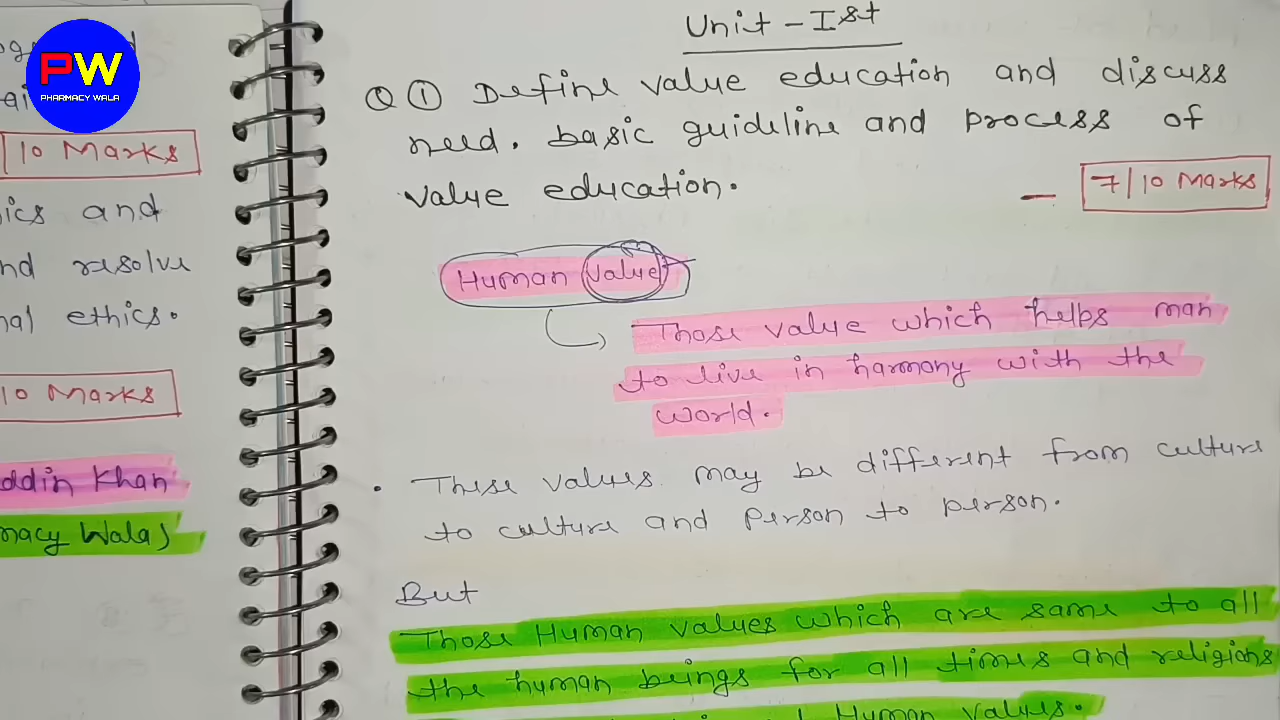 PW
PHARMACY WALA
10 Marks
ics and
nd resolve
nal ethics.
10 Marks
ddin Khan
macy Wala)
Unit - Ist
Q ① Define value education and discuss
need. basic guideline and process of
value education.
— 7/10 Marks
Human value
Those value which helps man
to live in harmony with the
world.
• These values may be different from culture
to culture and person to person.
But
Those Human values which are same to all
the human beings for all times and religions
Human values.